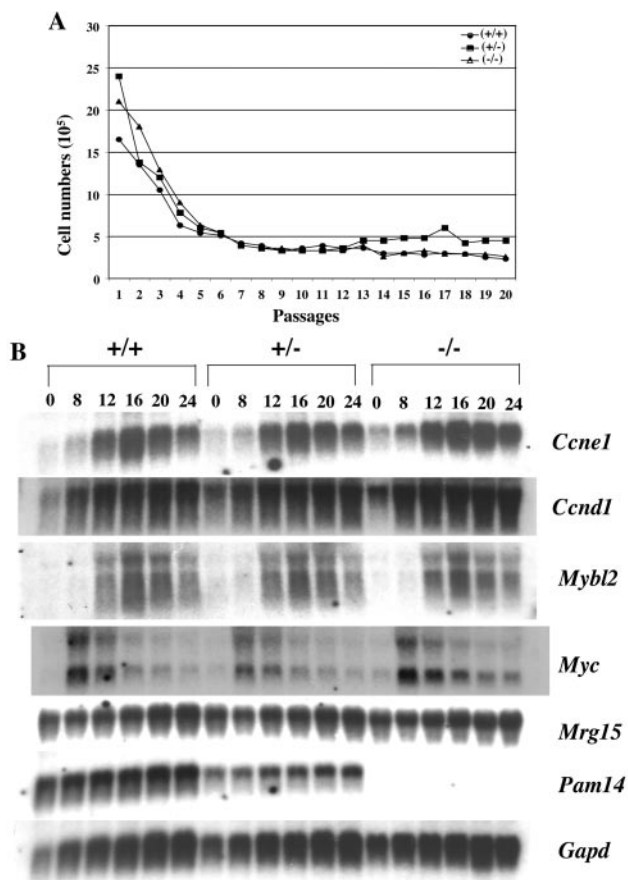 A
(+/+)
(+/-)
(-/-)
30
25
20
15
10
5
0
Cell numbers (10⁵)
1 2 3 4 5 6 7 8 9 10 11 12 13 14 15 16 17 18 19 20
Passages
B
+/+ +/- -/-
0 8 12 16 20 24 0 8 12 16 20 24 0 8 12 16 20 24
Ccne1
Ccnd1
Mybl2
Myc
Mrg15
Pam14
Gapd